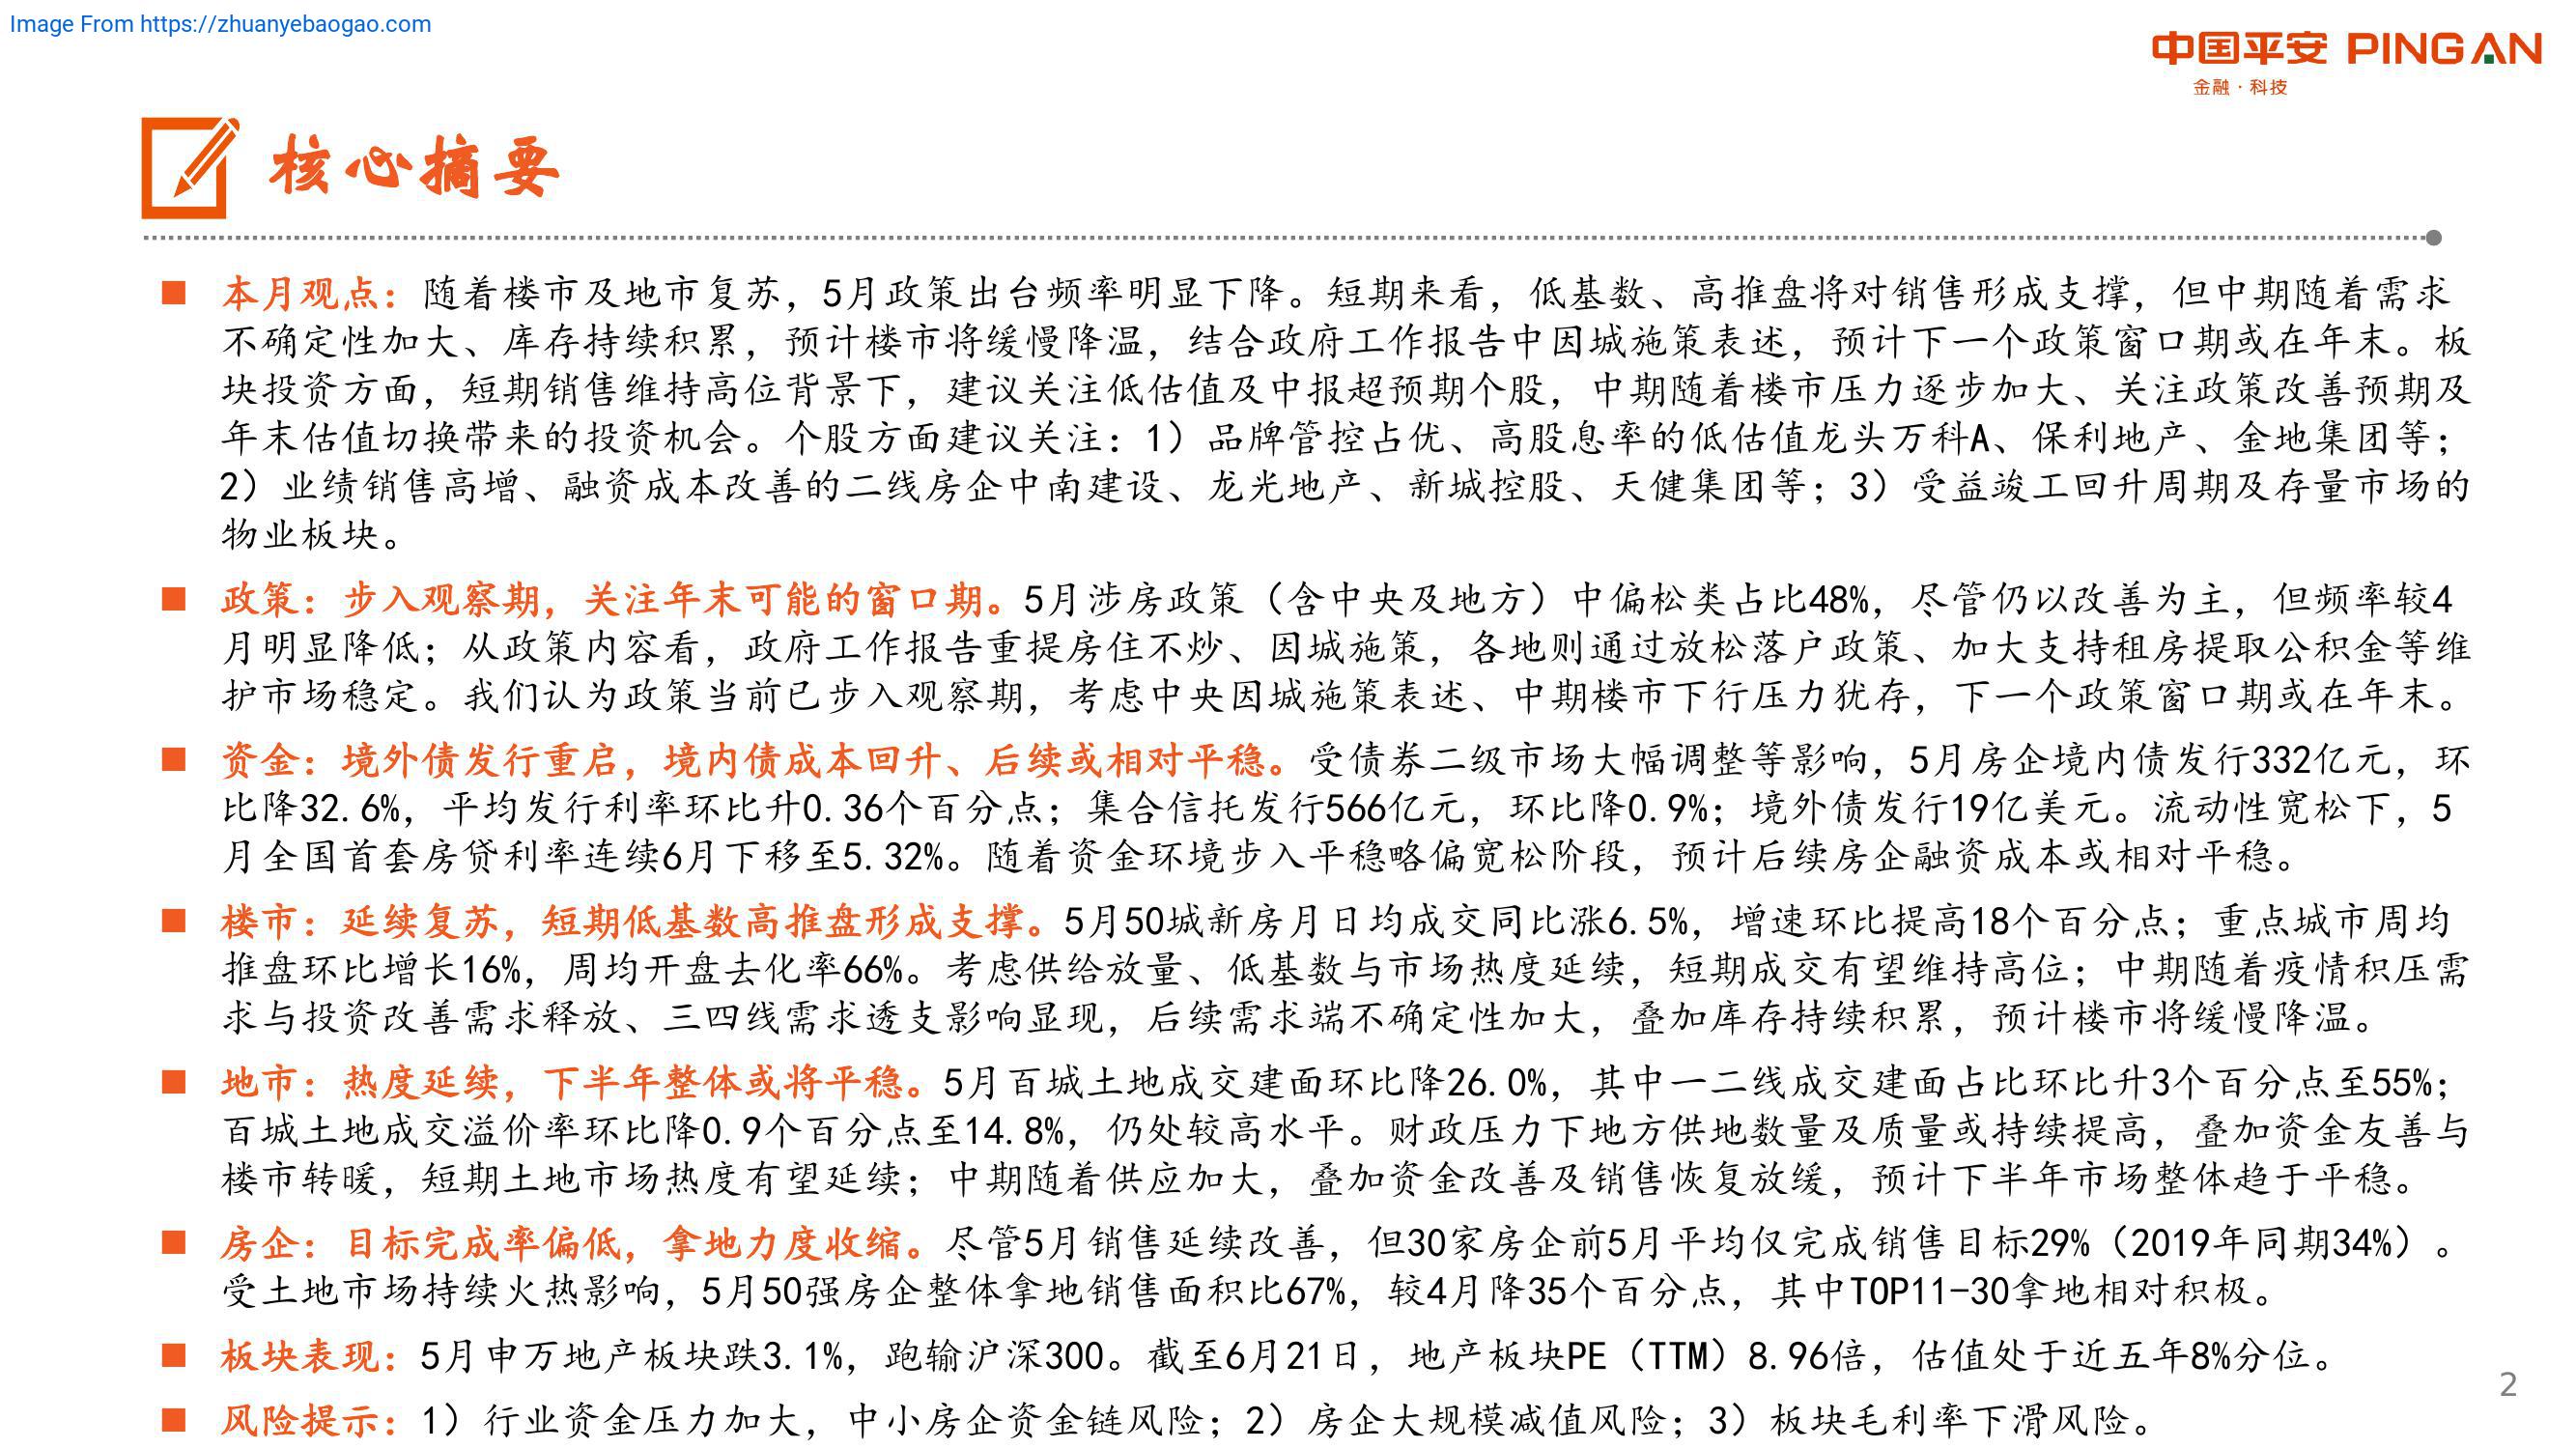 Image From https://zhuanyebaogao.com
中国平安 PINGAN
金融·科技
核心摘要
本月观点：随着楼市及地市复苏，5月政策出台频率明显下降。短期来看，低基数、高推盘将对销售形成支撑，但中期随着需求
不确定性加大、库存持续积累，预计楼市将缓慢降温，结合政府工作报告中因城施策表述，预计下一个政策窗口期或在年末。板
块投资方面，短期销售维持高位背景下，建议关注低估值及中报超预期个股，中期随着楼市压力逐步加大、关注政策改善预期及
年末估值切换带来的投资机会。个股方面建议关注：1）品牌管控占优、高股息率的低估值龙头万科A、保利地产、金地集团等；
2）业绩销售高增、融资成本改善的二线房企中南建设、龙光地产、新城控股、天健集团等；3）受益竣工回升周期及存量市场的
物业板块。
政策：步入观察期，关注年末可能的窗口期。5月涉房政策（含中央及地方）中偏松类占比48%，尽管仍以改善为主，但频率较4
月明显降低；从政策内容看，政府工作报告重提房住不炒、因城施策，各地则通过放松落户政策、加大支持租房提取公积金等维
护市场稳定。我们认为政策当前已步入观察期，考虑中央因城施策表述、中期楼市下行压力犹存，下一个政策窗口期或在年末。
资金：境外债发行重启，境内债成本回升、后续或相对平稳。受债券二级市场大幅调整等影响，5月房企境内债发行332亿元，环
比降32.6%，平均发行利率环比升0.36个百分点；集合信托发行566亿元，环比降0.9%；境外债发行19亿美元。流动性宽松下，5
月全国首套房贷利率连续6月下移至5.32%。随着资金环境步入平稳略偏宽松阶段，预计后续房企融资成本或相对平稳。
楼市：延续复苏，短期低基数高推盘形成支撑。5月50城新房月日均成交同比涨6.5%，增速环比提高18个百分点；重点城市周均
推盘环比增长16%，周均开盘去化率66%。考虑供给放量、低基数与市场热度延续，短期成交有望维持高位；中期随着疫情积压需
求与投资改善需求释放、三四线需求透支影响显现，后续需求端不确定性加大，叠加库存持续积累，预计楼市将缓慢降温。
地市：热度延续，下半年整体或将平稳。5月百城土地成交建面环比降26.0%，其中一二线成交建面占比环比升3个百分点至55%；
百城土地成交溢价率环比降0.9个百分点至14.8%，仍处较高水平。财政压力下地方供地数量及质量或持续提高，叠加资金友善与
楼市转暖，短期土地市场热度有望延续；中期随着供应加大，叠加资金改善及销售恢复放缓，预计下半年市场整体趋于平稳。
房企：目标完成率偏低，拿地力度收缩。尽管5月销售延续改善，但30家房企前5月平均仅完成销售目标29%（2019年同期34%）。
受土地市场持续火热影响，5月50强房企整体拿地销售面积比67%，较4月降35个百分点，其中TOP11-30拿地相对积极。
板块表现：5月申万地产板块跌3.1%，跑输沪深300。截至6月21日，地产板块PE（TTM）8.96倍，估值处于近五年8%分位。
风险提示：1）行业资金压力加大，中小房企资金链风险；2）房企大规模减值风险；3）板块毛利率下滑风险。
2